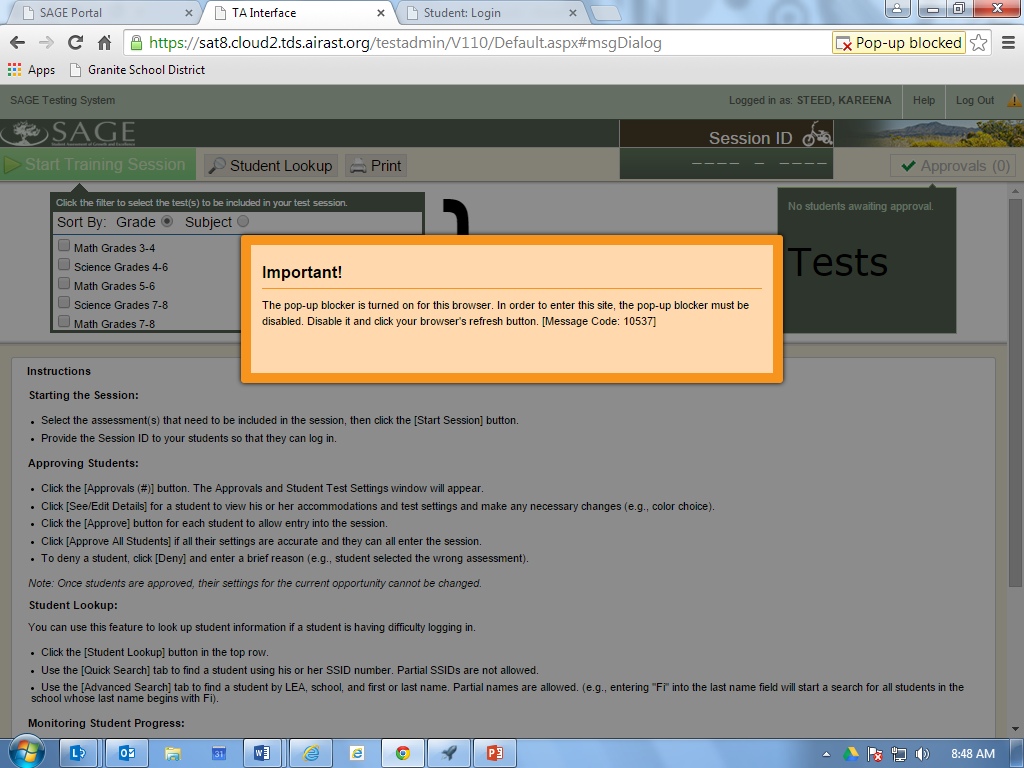 SAGE Portal
TA Interface
Student: Login
https://sat8.cloud2.tds.airast.org/testadmin/V110/Default.aspx#msgDialog
Pop-up blocked
Apps
Granite School District
SAGE Testing System
Logged in as: STEED, KAREENA
Help
Log Out
SAGE
Student Assessment of Growth and Excellence
Session ID
Start Training Session
Student Lookup
Print
____ - ____
Approvals (0)
Click the filter to select the test(s) to be included in your test session.
Sort By: Grade Subject
Math Grades 3-4
Science Grades 4-6
Math Grades 5-6
Science Grades 7-8
Math Grades 7-8
No students awaiting approval.
Tests
Important!
The pop-up blocker is turned on for this browser. In order to enter this site, the pop-up blocker must be
disabled. Disable it and click your browser's refresh button. [Message Code: 10537]
Instructions
Starting the Session:
• Select the assessment(s) that need to be included in the session, then click the [Start Session] button.
• Provide the Session ID to your students so that they can log in.
Approving Students:
• Click the [Approvals (#)] button. The Approvals and Student Test Settings window will appear.
• Click [See/Edit Details] for a student to view his or her accommodations and test settings and make any necessary changes (e.g., color choice).
• Click the [Approve] button for each student to allow entry into the session.
• Click [Approve All Students] if all their settings are accurate and they can all enter the session.
• To deny a student, click [Deny] and enter a brief reason (e.g., student selected the wrong assessment).
Note: Once students are approved, their settings for the current opportunity cannot be changed.
Student Lookup:
You can use this feature to look up student information if a student is having difficulty logging in.
• Click the [Student Lookup] button in the top row.
• Use the [Quick Search] tab to find a student using his or her SSID number. Partial SSIDs are not allowed.
• Use the [Advanced Search] tab to find a student by LEA, school, and first or last name. Partial names are allowed. (e.g., entering "Fi" into the last name field will start a search for all students in the
school whose last name begins with Fi).
Monitoring Student Progress:
31
8:48 AM